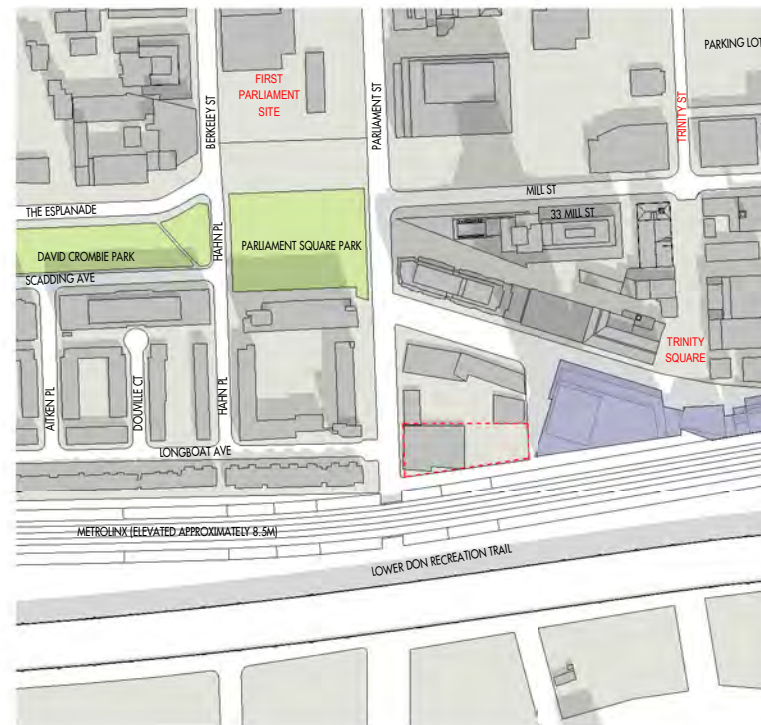 PARKING LOT
FIRST
PARLIAMENT
SITE
BERKELEY ST
PARLIAMENT ST
TRINITY ST
MILL ST
THE ESPLANADE
33 MILL ST
HAHN PL
DAVID CROMBIE PARK
PARLIAMENT SQUARE PARK
SCADDING AVE
TRINITY
SQUARE
AITKEN PL
DOUVILLE CT
HAHN PL
LONGBOAT AVE
METROLINX (ELEVATED APPROXIMATELY 8.5M)
LOWER DON RECREATION TRAIL